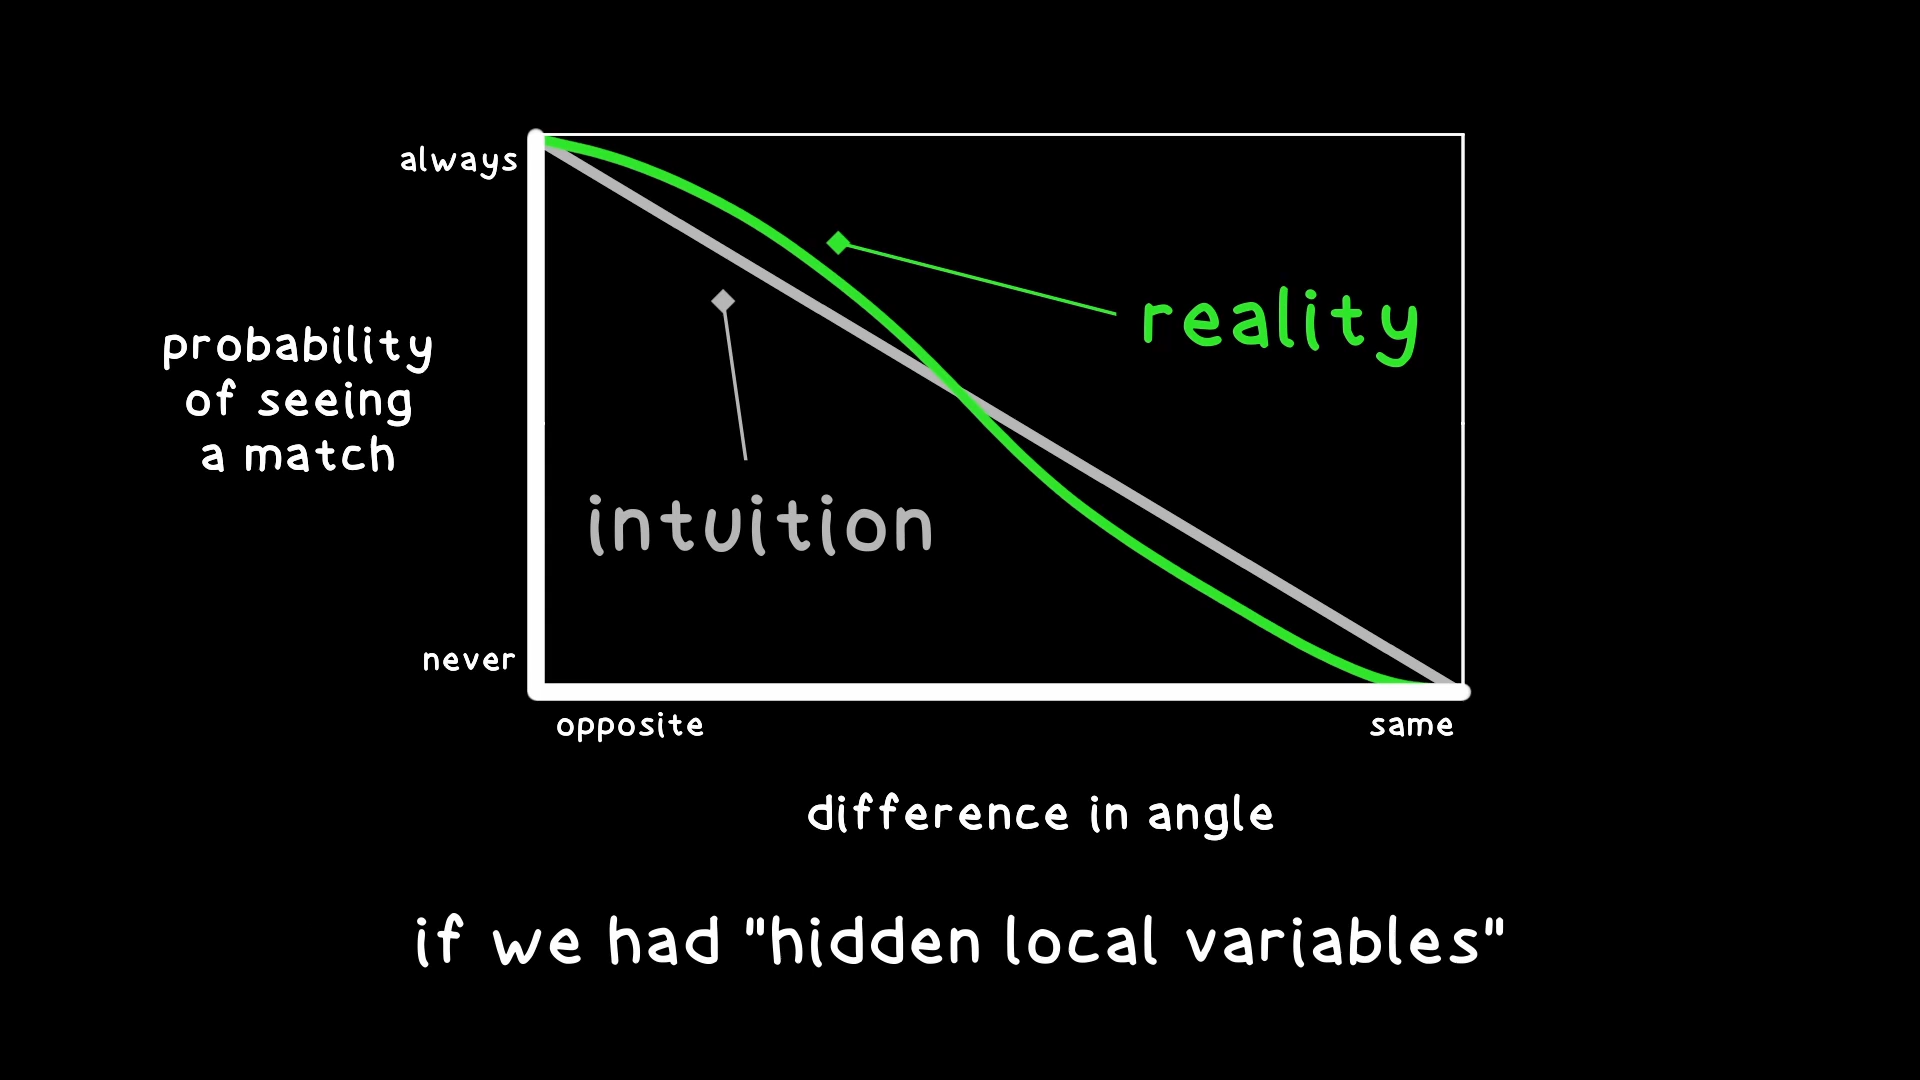 always
reality
probability
of seeing
a match
intuition
never
opposite
same
difference in angle
if we had "hidden local variables"